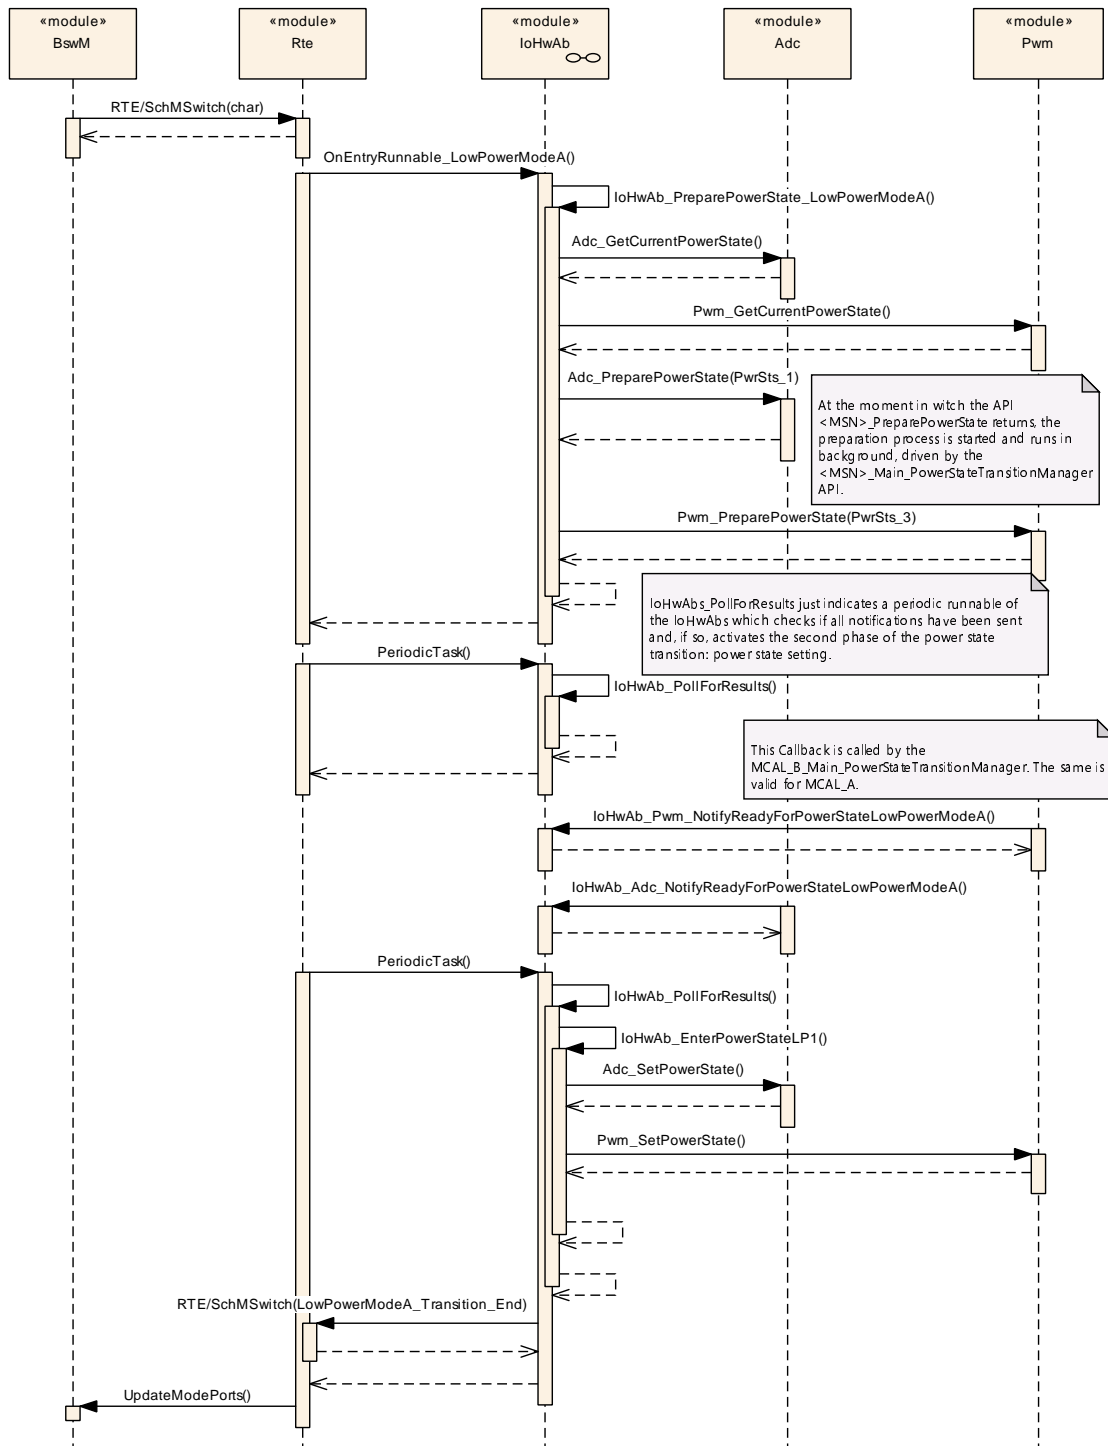 «module»
BswM
«module»
Rte
«module»
IoHwAb
«module»
Adc
«module»
Pwm
RTE/SchMSwitch(char)
OnEntryRunnable_LowPowerModeA()
IoHwAb_PreparePowerState_LowPowerModeA()
Adc_GetCurrentPowerState()
Pwm_GetCurrentPowerState()
Adc_PreparePowerState(PwrSts_1)
At the moment in witch the API
<MSN>_PreparePowerState returns, the
preparation process is started and runs in
background, driven by the
<MSN>_Main_PowerStateTransitionManager
API.
Pwm_PreparePowerState(PwrSts_3)
IoHwAbs_PollForResults just indicates a periodic runnable of
the IoHwAbs which checks if all notifications have been sent
and, if so, activates the second phase of the power state
transition: power state setting.
PeriodicTask()
IoHwAb_PollForResults()
This Callback is called by the
MCAL_B_Main_PowerStateTransitionManager. The same is
valid for MCAL_A.
IoHwAb_Pwm_NotifyReadyForPowerStateLowPowerModeA()
IoHwAb_Adc_NotifyReadyForPowerStateLowPowerModeA()
PeriodicTask()
IoHwAb_PollForResults()
IoHwAb_EnterPowerStateLP1()
Adc_SetPowerState()
Pwm_SetPowerState()
RTE/SchMSwitch(LowPowerModeA_Transition_End)
UpdateModePorts()